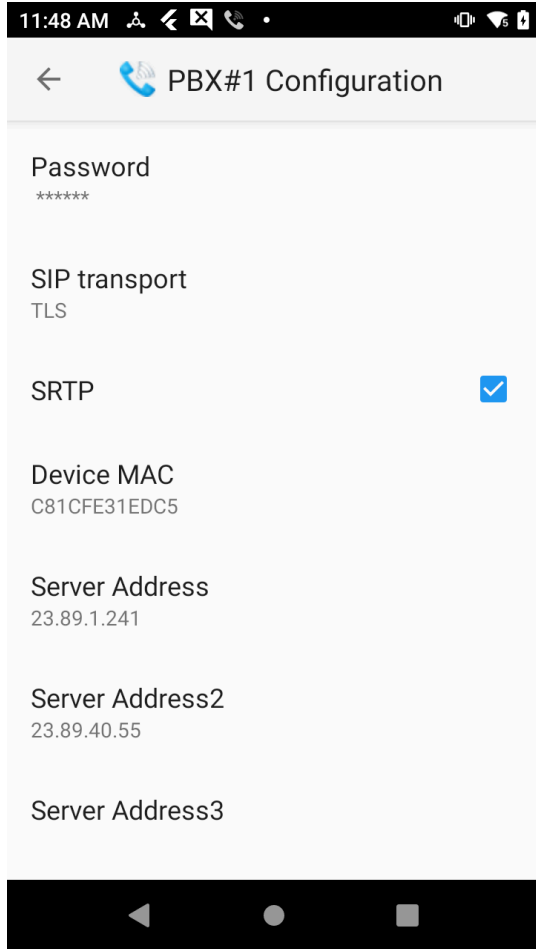 11:48 AM
PBX#1 Configuration
Password
******
SIP transport
TLS
SRTP
Device MAC
C81CFE31EDC5
Server Address
23.89.1.241
Server Address2
23.89.40.55
Server Address3